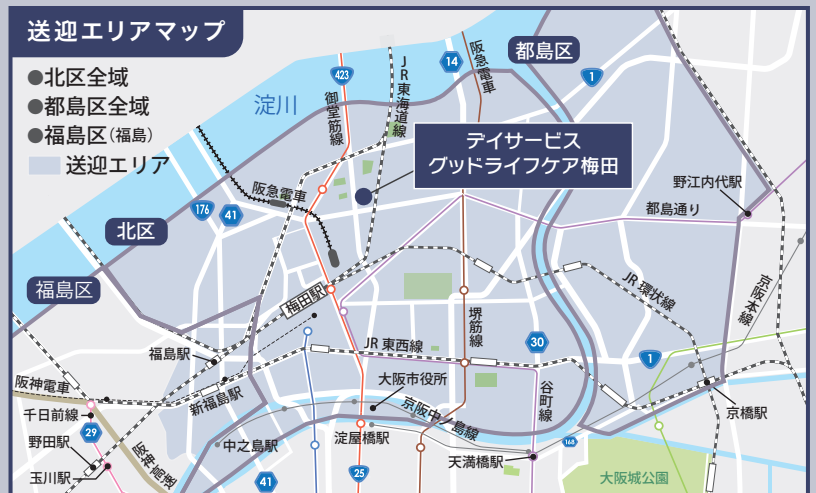 送迎エリアマップ
●北区全域
●都島区全域
●福島区(福島)
送迎エリア
淀川
423
御堂筋線
JR東海道線
14
阪急電車
都島区
1
デイサービス
グッドライフケア梅田
野江内代駅
都島通り
阪急電車
176
41
北区
福島区
梅田駅
JR環状線
京阪本線
堺筋線
30
1
福島駅
JR東西線
大阪市役所
谷町線
京橋駅
阪神電車
新福島駅
京阪中ノ島線
千日前線
29
野田駅
阪神高速
中之島駅
淀屋橋駅
168
天満橋駅
玉川駅
41
25
大阪城公園